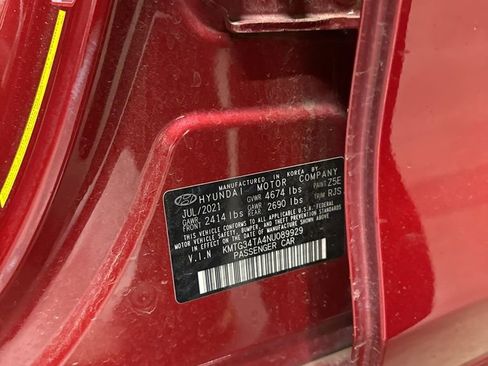 MANUFACTURED IN KOREA BY
HYUNDAI MOTOR COMPANY
JUL/2021 GVWR 4674 lbs PAINT Z5E
GAWR FRONT 2414 lbs GAWR REAR 2690 lbs TRIM RJS
THIS VEHICLE CONFORMS TO ALL APPLICABLE U.S.A. FEDERAL
MOTOR VEHICLE SAFETY, BUMPER, AND THEFT PREVENTION STANDARDS
IN EFFECT ON THE DATE OF MANUFACTURE SHOWN ABOVE.
V.I.N KMTG34TA4NU089929
PASSENGER CAR